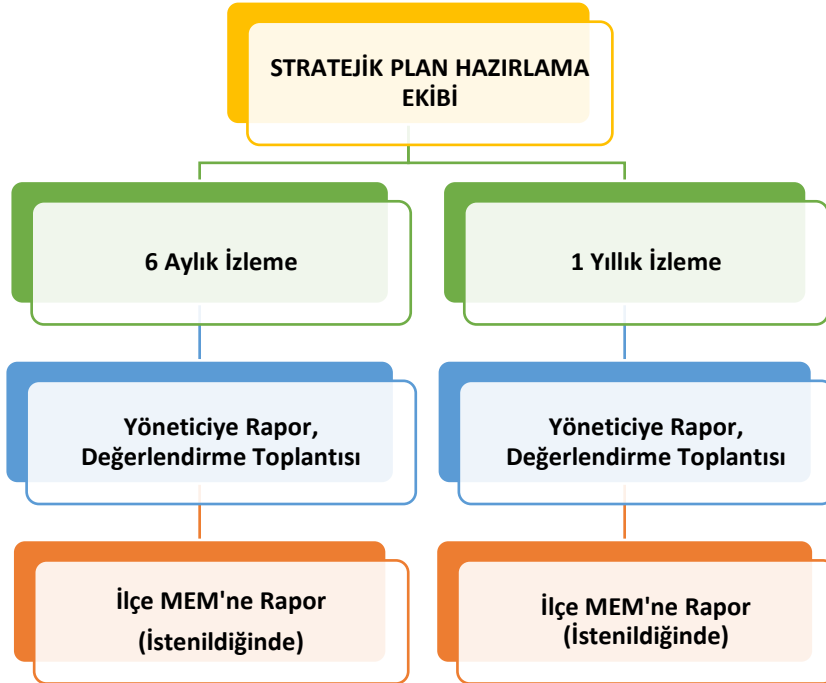 STRATEJİK PLAN HAZIRLAMA
EKİBİ
6 Aylık İzleme
1 Yıllık İzleme
Yöneticiye Rapor,
Değerlendirme Toplantısı
Yöneticiye Rapor,
Değerlendirme Toplantısı
İlçe MEM'ne Rapor
(İstenildiğinde)
İlçe MEM'ne Rapor
(İstenildiğinde)